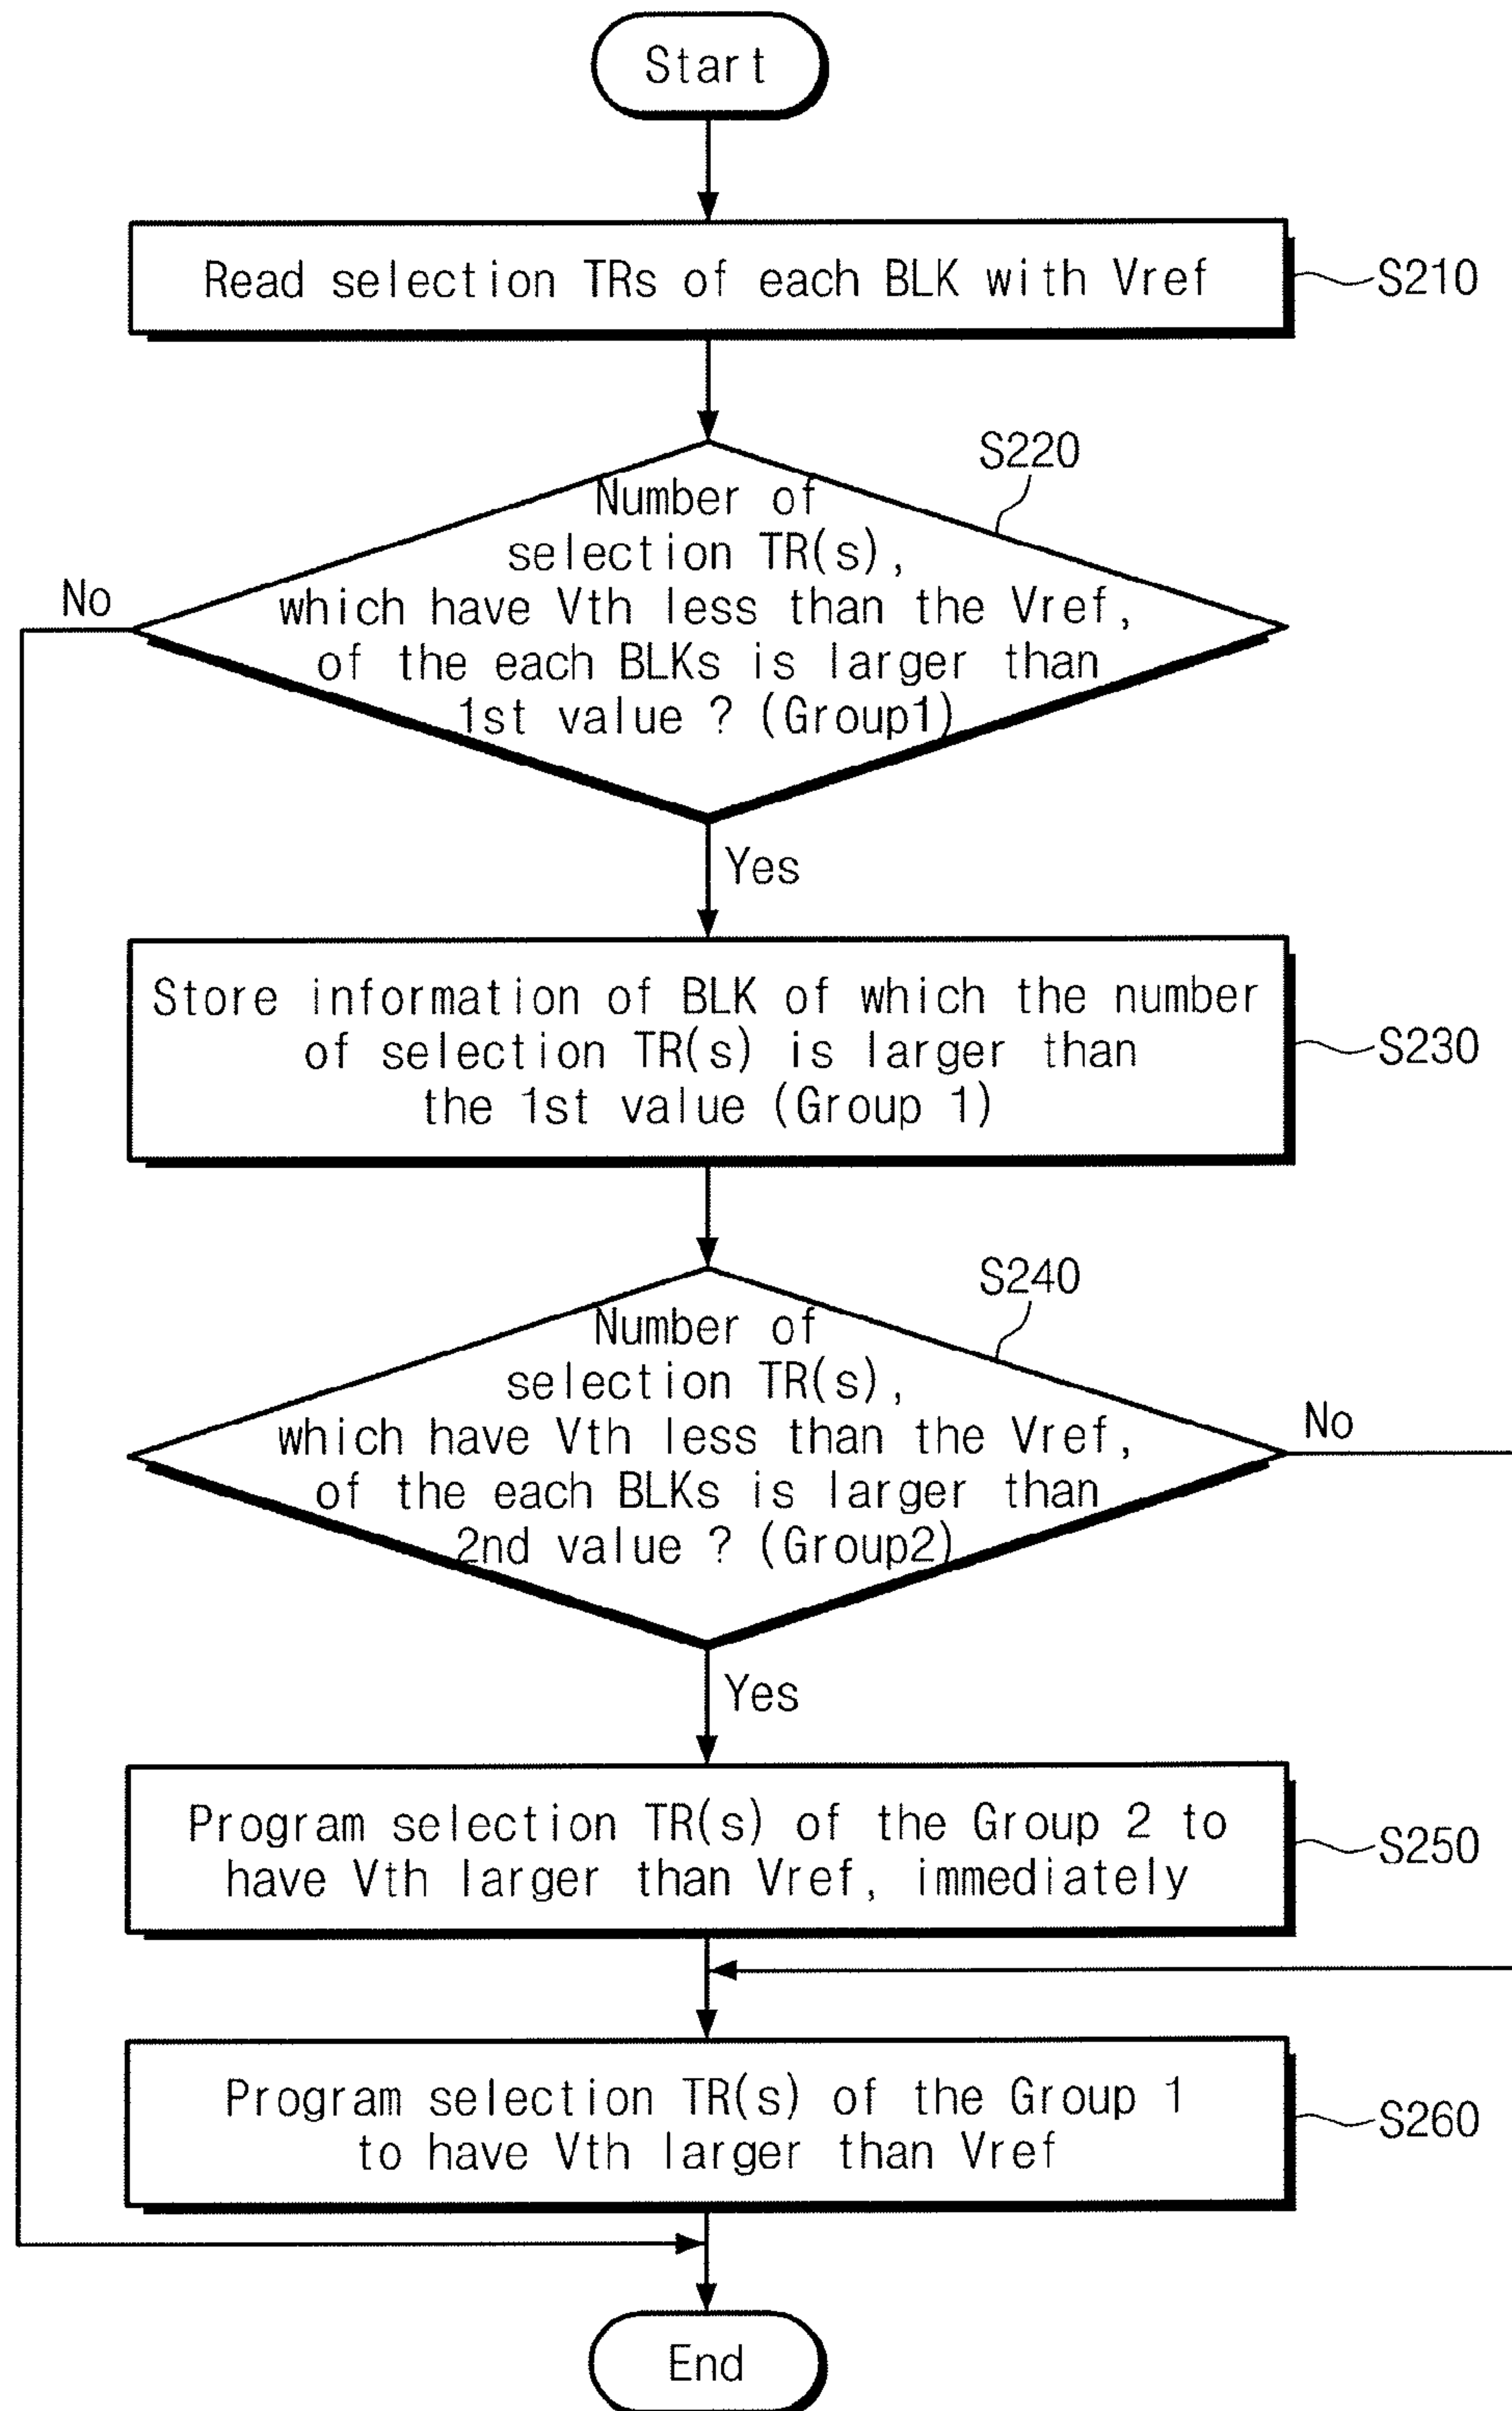 Start
Read selection TRs of each BLK with Vref
S210
S220
Number of
selection TR(s),
which have Vth less than the Vref,
of the each BLKs is larger than
1st value ? (Group1)
No
Yes
Store information of BLK of which the number
of selection TR(s) is larger than
the 1st value (Group 1)
S230
S240
Number of
selection TR(s),
which have Vth less than the Vref,
of the each BLKs is larger than
2nd value ? (Group2)
No
Yes
Program selection TR(s) of the Group 2 to
have Vth larger than Vref, immediately
S250
Program selection TR(s) of the Group 1
to have Vth larger than Vref
S260
End